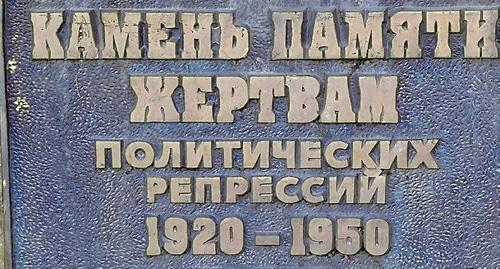 КАМЕНЬ ПАМЯТИ
ЖЕРТВАМ
ПОЛИТИЧЕСКИХ
РЕПРЕССИЙ
1920 - 1950